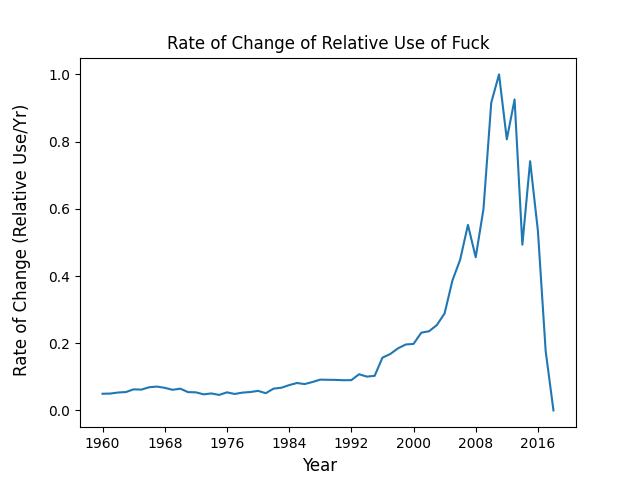 Rate of Change of Relative Use of Fuck
1.0
0.8
0.6
0.4
0.2
0.0
Rate of Change (Relative Use/Yr)
1960 1968 1976 1984 1992 2000 2008 2016
Year